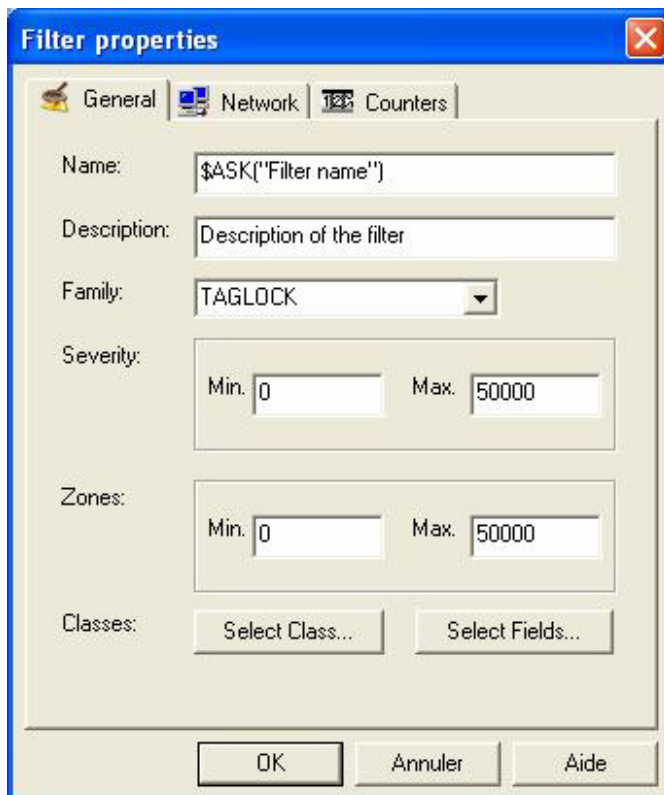 Filter properties
General Network Counters
Name: $ASK("Filter name")
Description: Description of the filter
Family: TAGLOCK
Severity:
Min. 0 Max. 50000
Zones:
Min. 0 Max. 50000
Classes: Select Class... Select Fields...
OK Annuler Aide